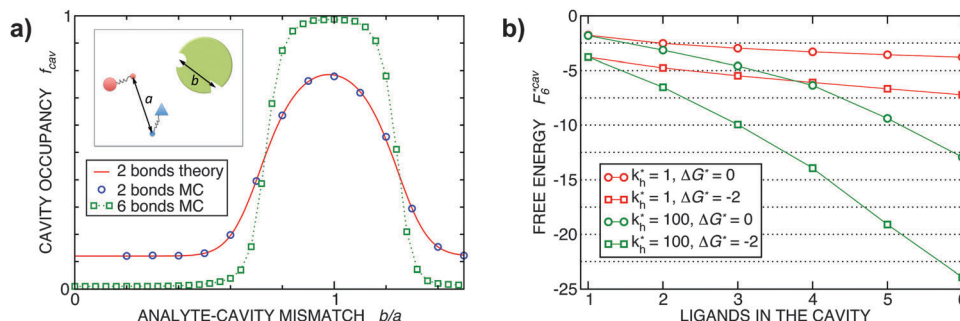 a)
1
CAVITY OCCUPANCY f_cav
0
0
1
ANALYTE-CAVITY MISMATCH b/a
a
b
2 bonds theory
2 bonds MC
6 bonds MC
b)
0
-5
-10
-15
-20
-25
FREE ENERGY F_6^{*cav}
1 2 3 4 5 6
LIGANDS IN THE CAVITY
k_h^* = 1, ΔG^* = 0
k_h^* = 1, ΔG^* = -2
k_h^* = 100, ΔG^* = 0
k_h^* = 100, ΔG^* = -2